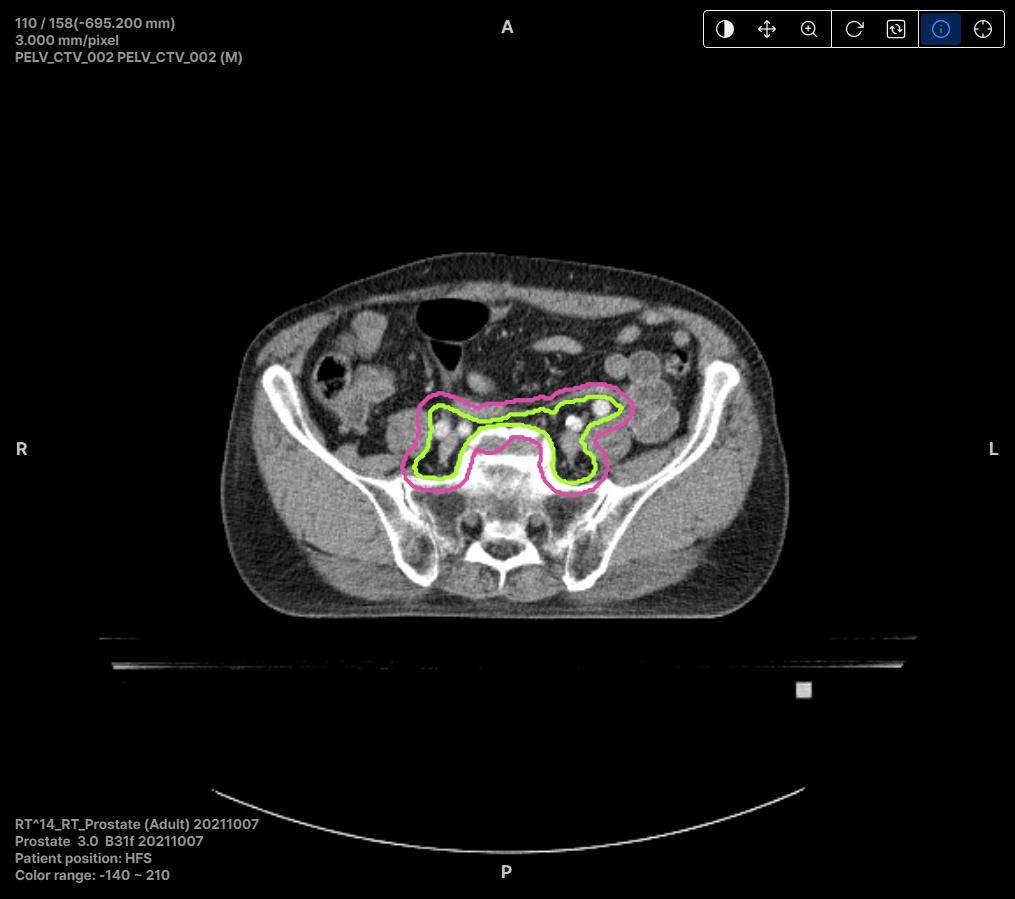 110 / 158(-695.200 mm)
3.000 mm/pixel
PELV_CTV_002 PELV_CTV_002 (M)
A
R
L
RT^14_RT_Prostate (Adult) 20211007
Prostate  3.0  B31f 20211007
Patient position: HFS
Color range: -140 ~ 210
P